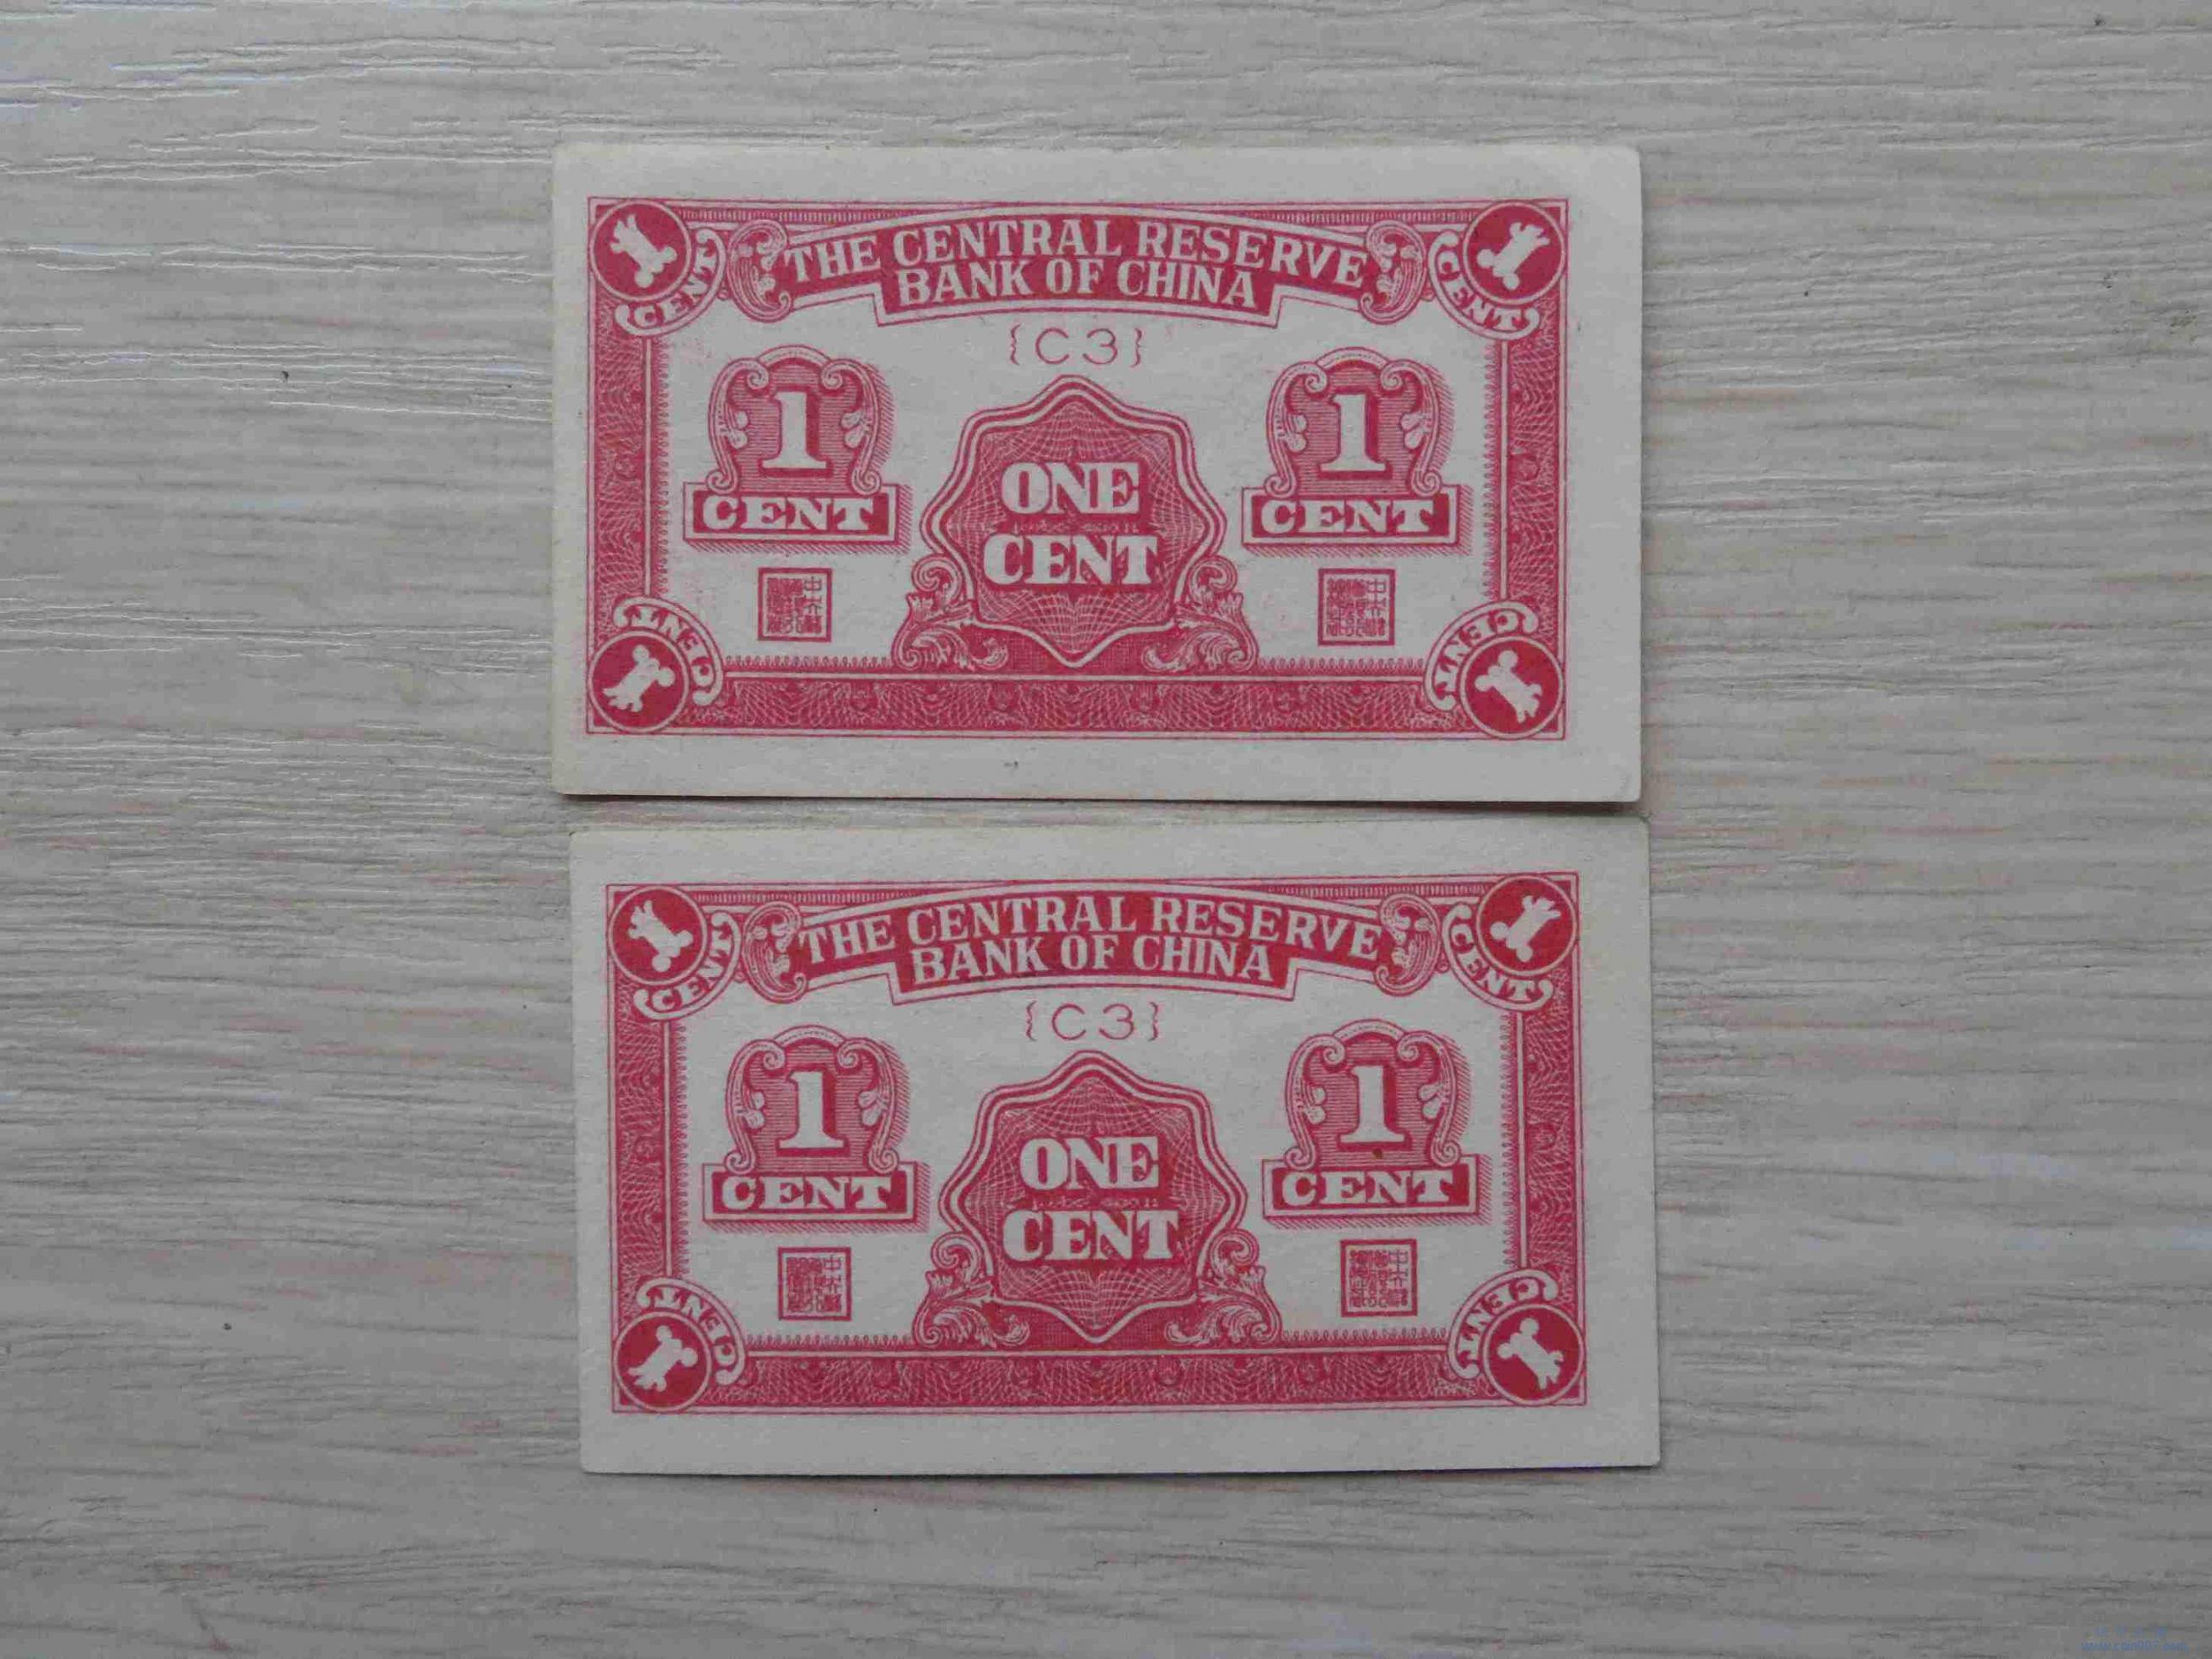 THE CENTRAL RESERVE
BANK OF CHINA
CENT
CENT
{C3}
1
CENT
ONE
CENT
1
CENT
CENT
CENT
THE CENTRAL RESERVE
BANK OF CHINA
CENT
CENT
{C3}
1
CENT
ONE
CENT
1
CENT
CENT
CENT